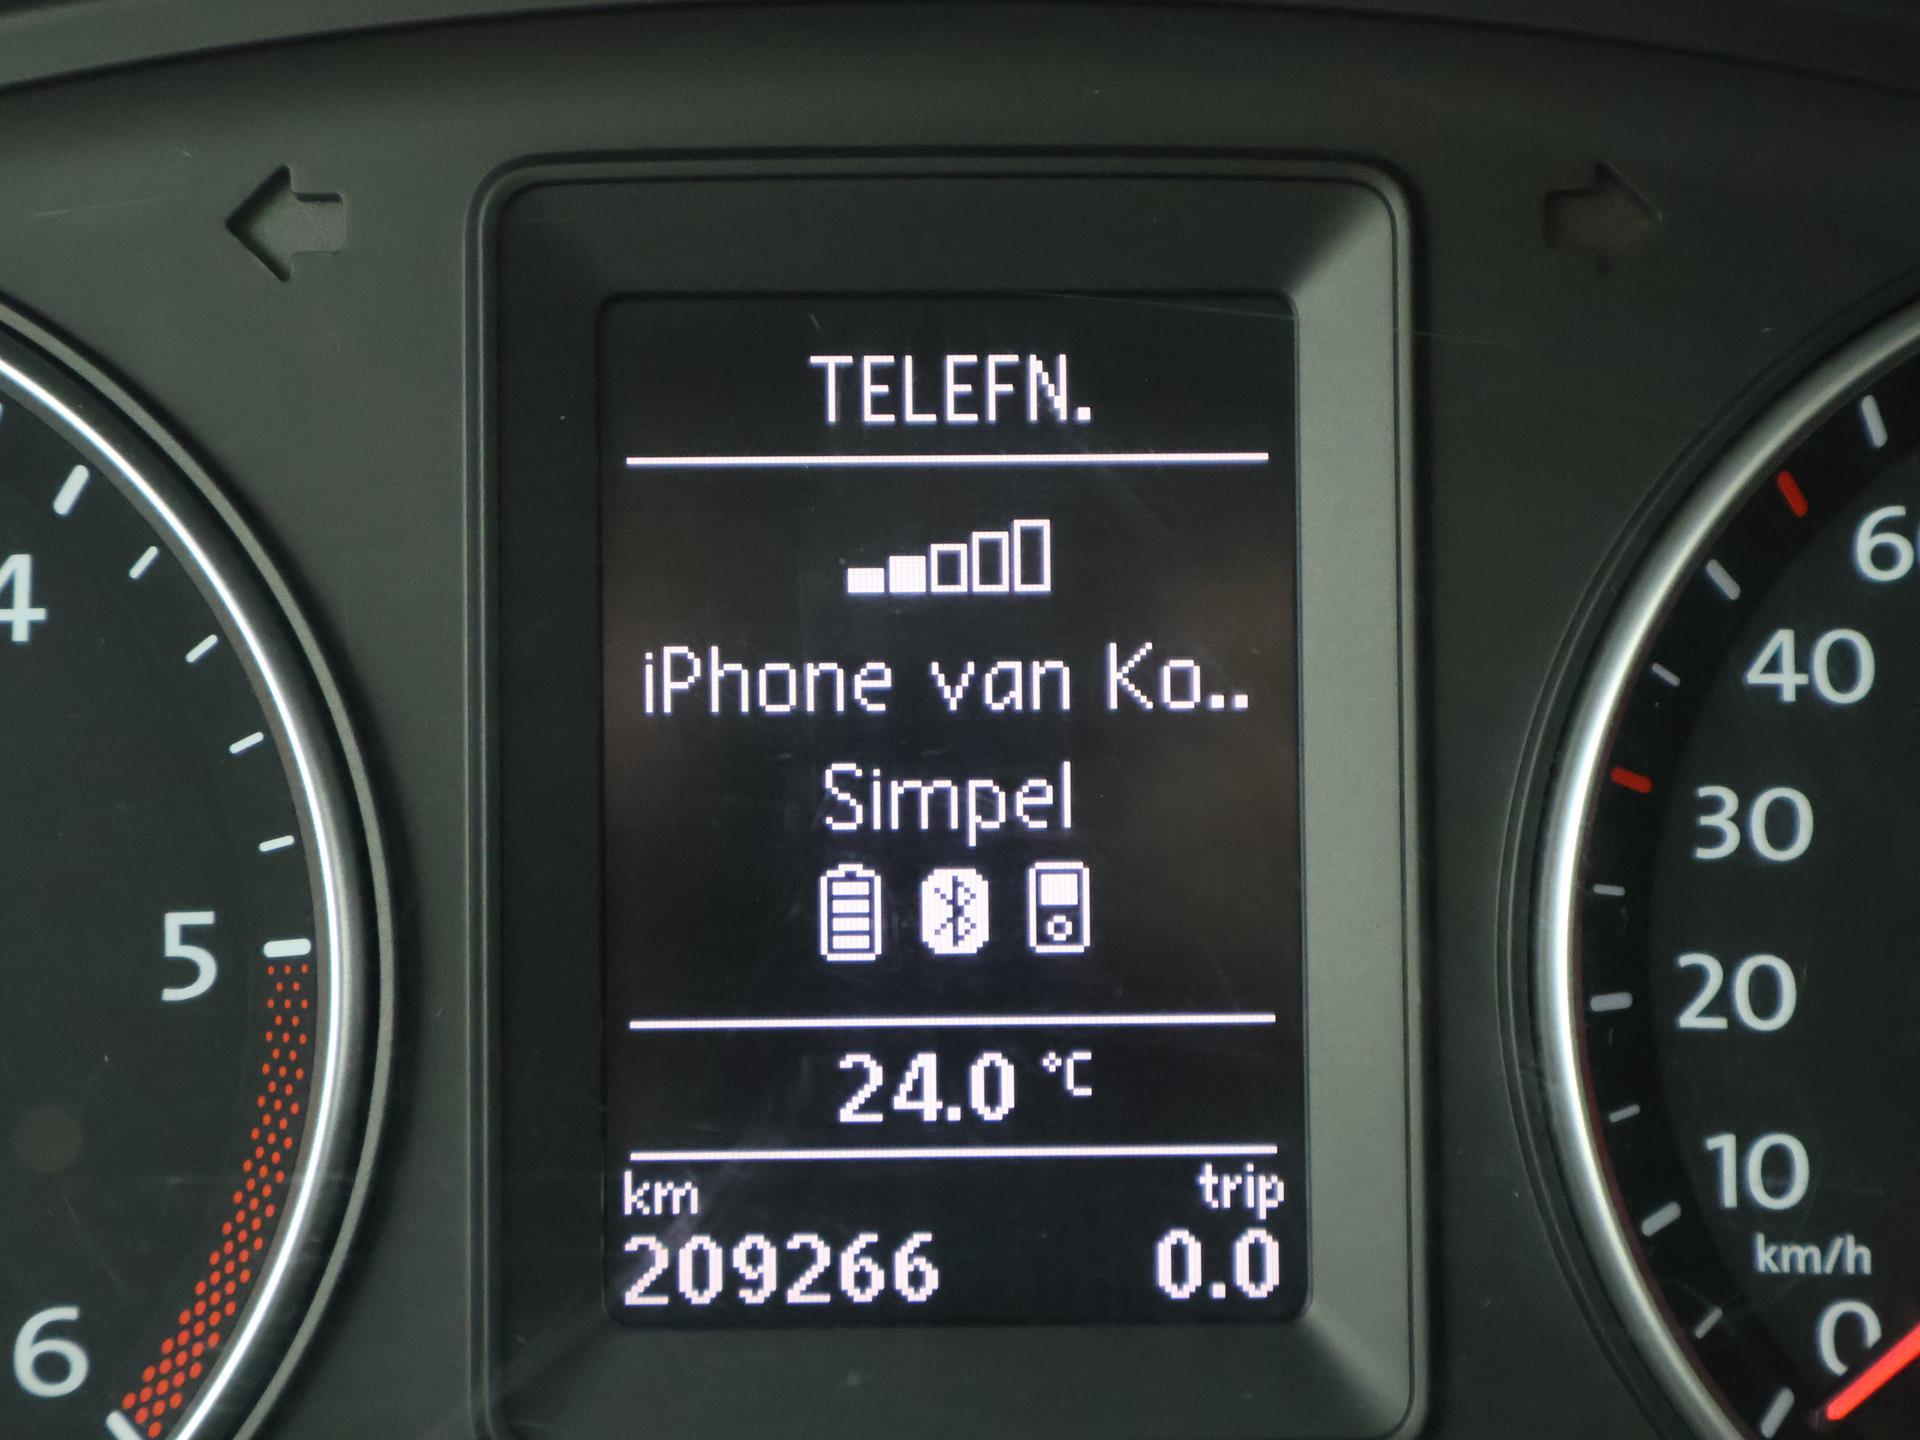 TELEFN.
iPhone van Ko..
Simpel
24.0 °C
km trip
209266 0.0
4
5
6
60
40
30
20
10
km/h
0